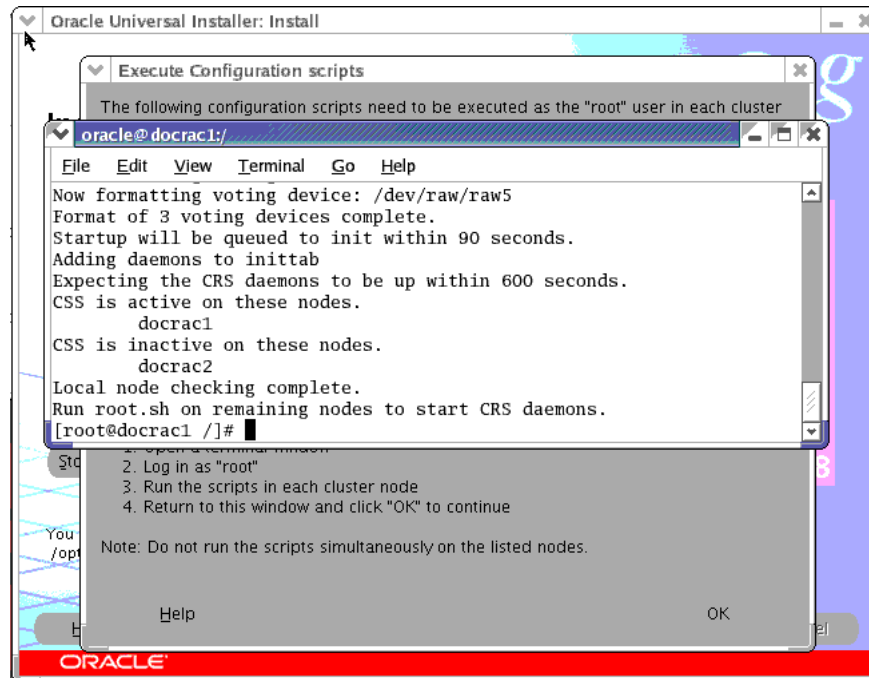 Oracle Universal Installer: Install
g
Execute Configuration scripts
The following configuration scripts need to be executed as the "root" user in each cluster
oracle@docrac1:/
File Edit View Terminal Go Help
Now formatting voting device: /dev/raw/raw5
Format of 3 voting devices complete.
Startup will be queued to init within 90 seconds.
Adding daemons to inittab
Expecting the CRS daemons to be up within 600 seconds.
CSS is active on these nodes.
docrac1
CSS is inactive on these nodes.
docrac2
Local node checking complete.
Run root.sh on remaining nodes to start CRS daemons.
[root@docrac1 /]#
1. Open a terminal window
2. Log in as "root"
3. Run the scripts in each cluster node
4. Return to this window and click "OK" to continue
You
/opt
Note: Do not run the scripts simultaneously on the listed nodes.
Help OK
ORACLE